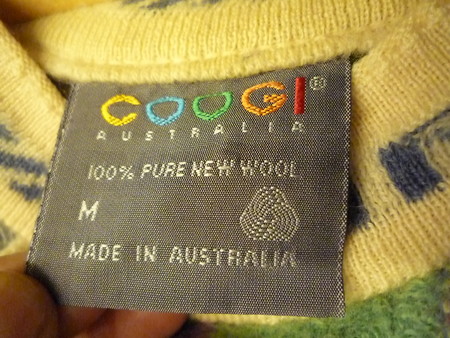 COOGI®
AUSTRALIA
100% PURE NEW WOOL
M
MADE IN AUSTRALIA